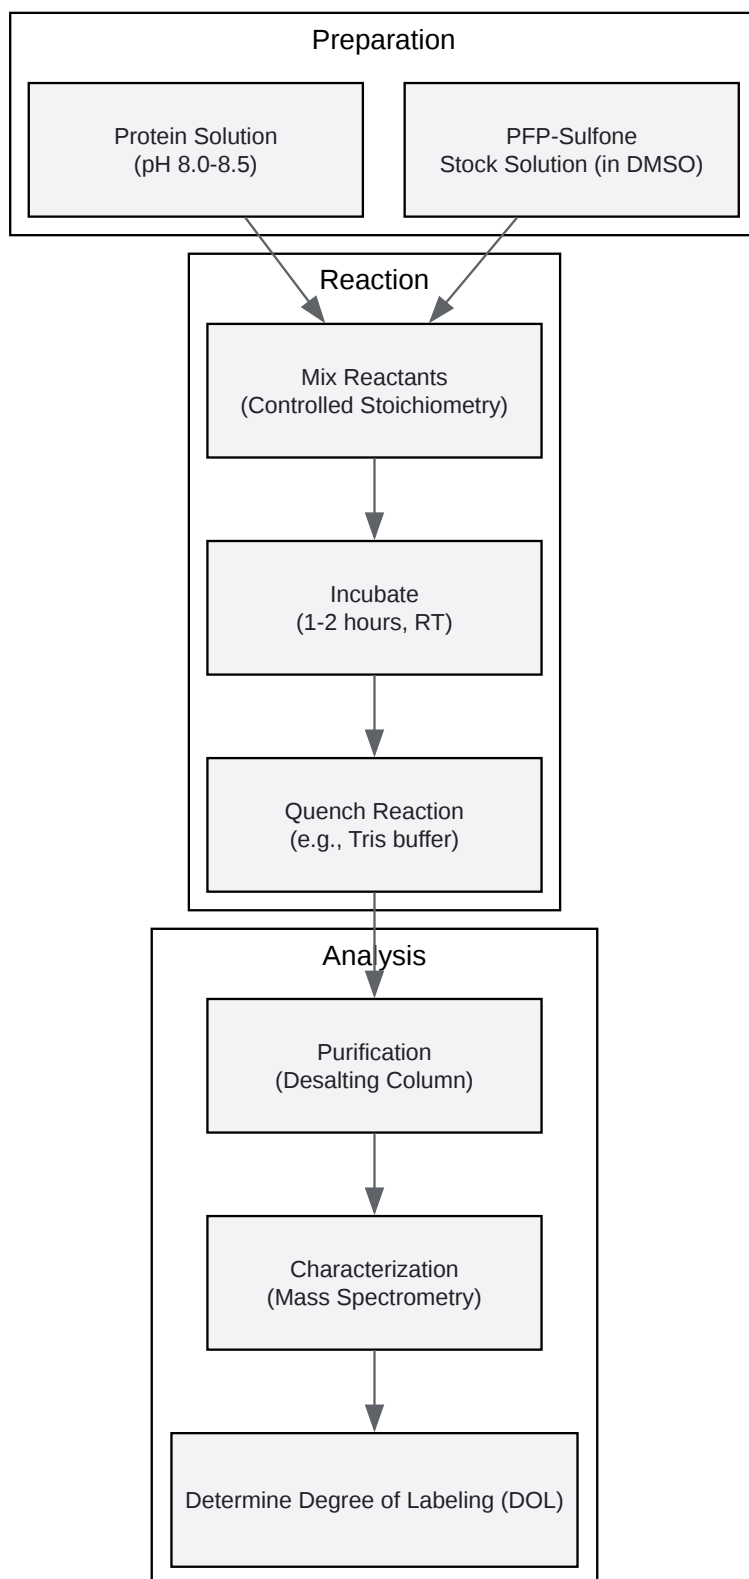 Preparation
Protein Solution
(pH 8.0-8.5)
PFP-Sulfone
Stock Solution (in DMSO)
Reaction
Mix Reactants
(Controlled Stoichiometry)
Incubate
(1-2 hours, RT)
Quench Reaction
(e.g., Tris buffer)
Analysis
Purification
(Desalting Column)
Characterization
(Mass Spectrometry)
Determine Degree of Labeling (DOL)